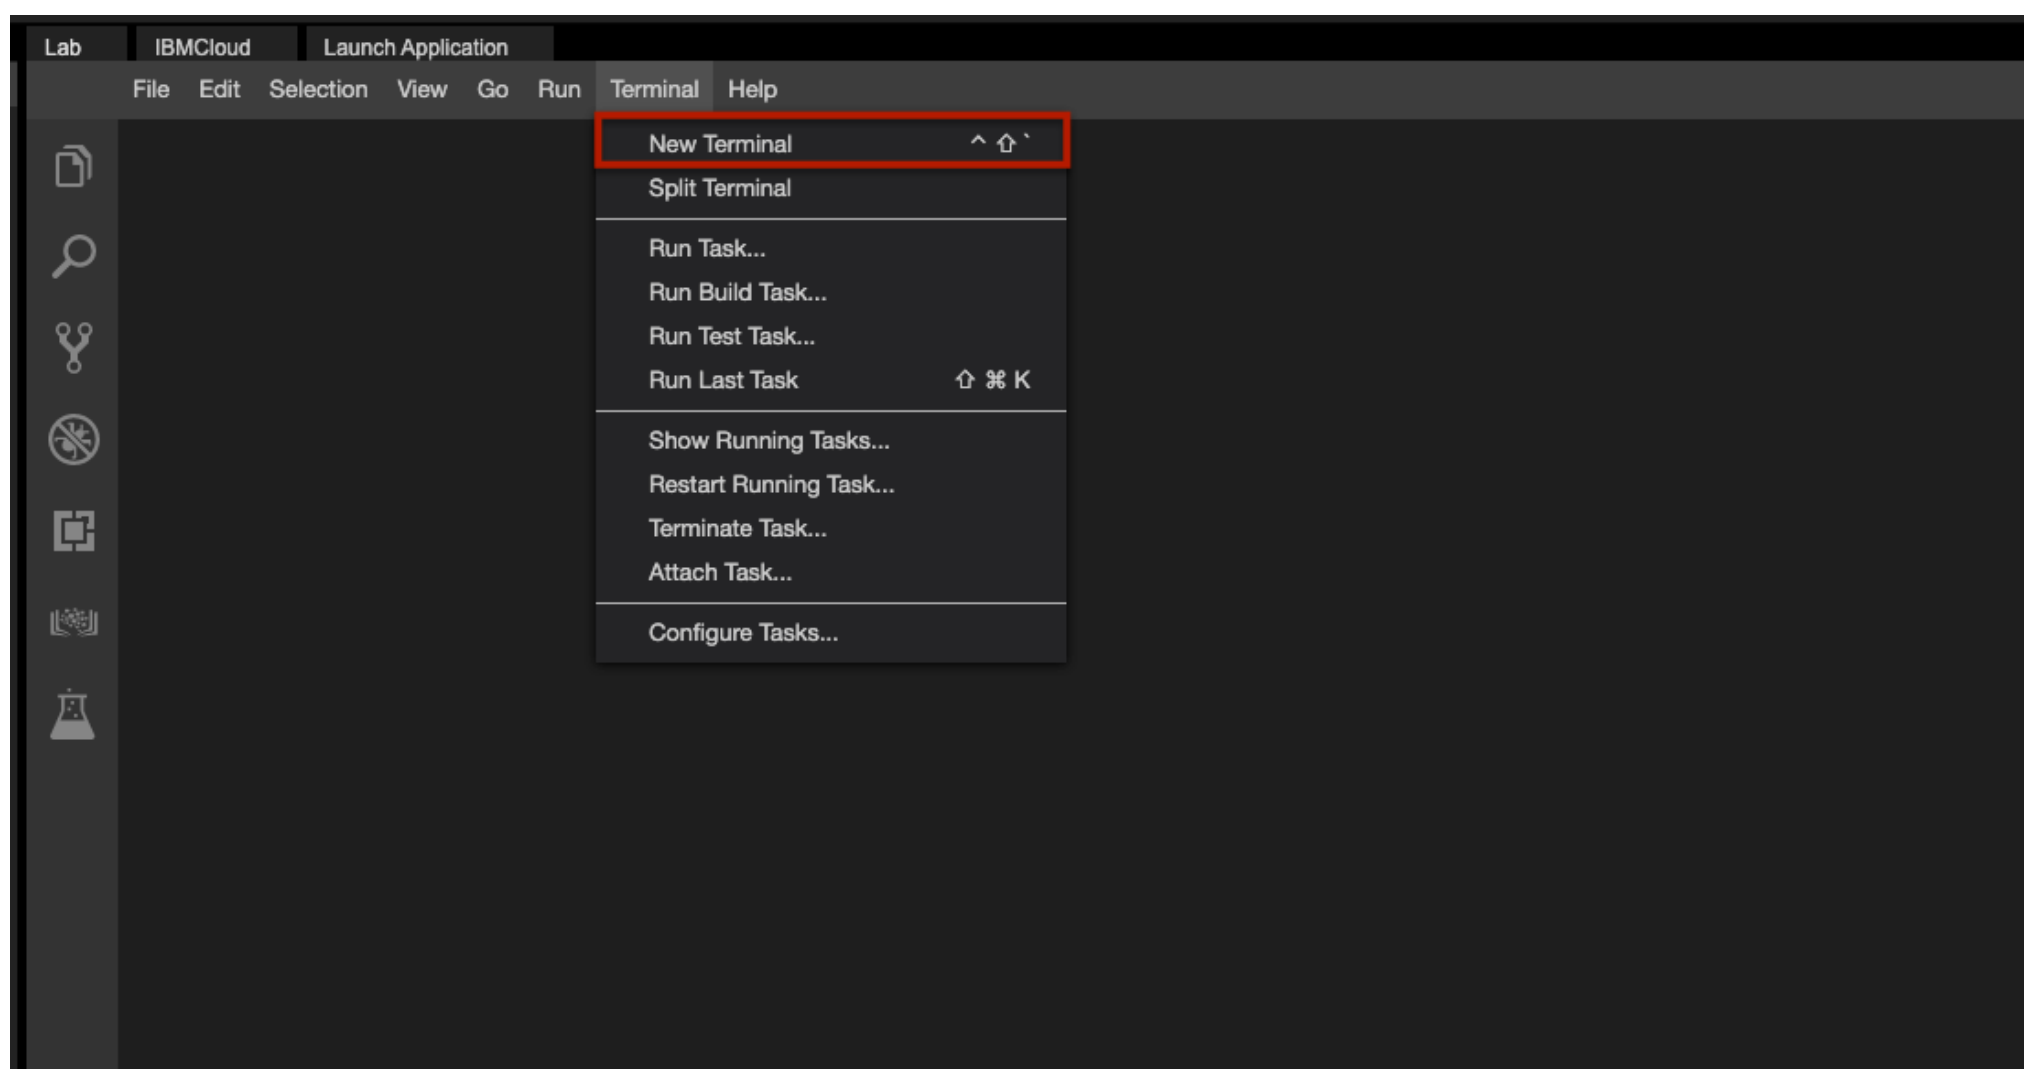 Lab IBMCloud Launch Application
File Edit Selection View Go Run Terminal Help
New Terminal ^ ⇧ `
Split Terminal
Run Task...
Run Build Task...
Run Test Task...
Run Last Task ⇧ ⌘ K
Show Running Tasks...
Restart Running Task...
Terminate Task...
Attach Task...
Configure Tasks...